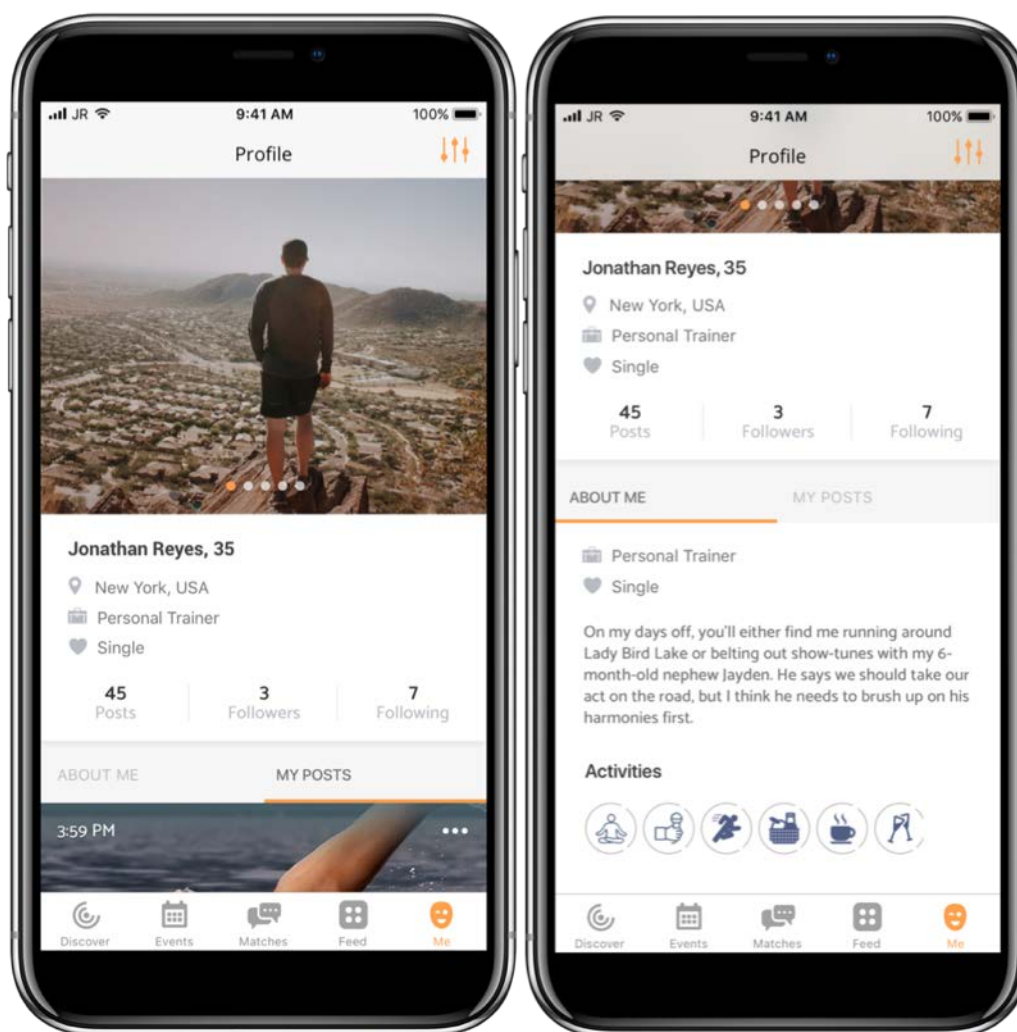 JR 9:41 AM 100%
Profile
Jonathan Reyes, 35
New York, USA
Personal Trainer
Single
45 3 7
Posts Followers Following
ABOUT ME MY POSTS
3:59 PM
Discover Events Matches Feed Me
JR 9:41 AM 100%
Profile
Jonathan Reyes, 35
New York, USA
Personal Trainer
Single
45 3 7
Posts Followers Following
ABOUT ME MY POSTS
Personal Trainer
Single
On my days off, you'll either find me running around
Lady Bird Lake or belting out show-tunes with my 6-
month-old nephew Jayden. He says we should take our
act on the road, but I think he needs to brush up on his
harmonies first.
Activities
Discover Events Matches Feed Me